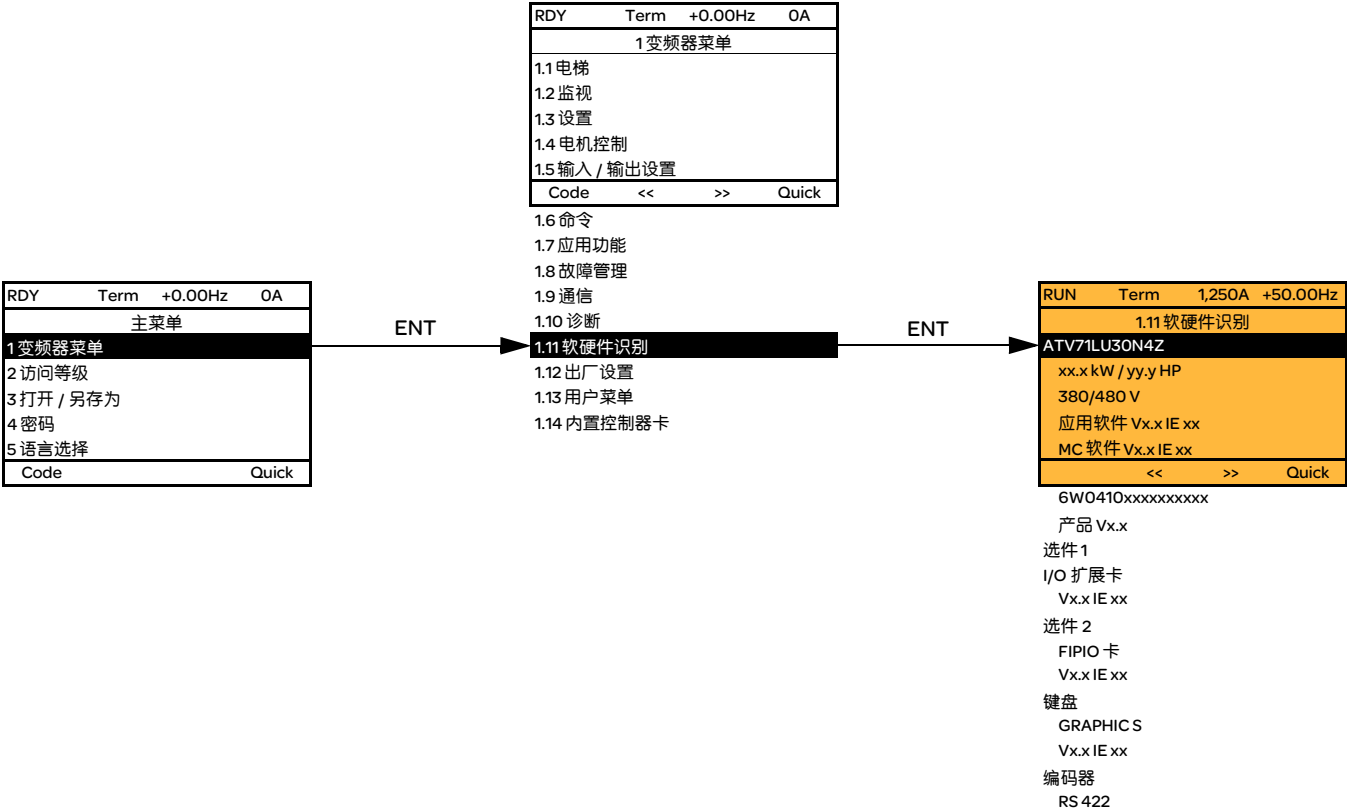 RDY Term +0.00Hz 0A
主菜单
1 变频器菜单
2 访问等级
3 打开 / 另存为
4 密码
5 语言选择
Code Quick
ENT
RDY Term +0.00Hz 0A
1 变频器菜单
1.1 电梯
1.2 监视
1.3 设置
1.4 电机控制
1.5 输入 / 输出设置
Code << >> Quick
1.6 命令
1.7 应用功能
1.8 故障管理
1.9 通信
1.10 诊断
1.11 软硬件识别
1.12 出厂设置
1.13 用户菜单
1.14 内置控制器卡
ENT
RUN Term 1,250A +50.00Hz
1.11 软硬件识别
ATV71LU30N4Z
xx.x kW / yy.y HP
380/480 V
应用软件 Vx.x IE xx
MC 软件 Vx.x IE xx
<< >> Quick
6W0410xxxxxxxxxx
产品 Vx.x
选件 1
I/O 扩展卡
Vx.x IE xx
选件 2
FIPIO 卡
Vx.x IE xx
键盘
GRAPHIC S
Vx.x IE xx
编码器
RS 422